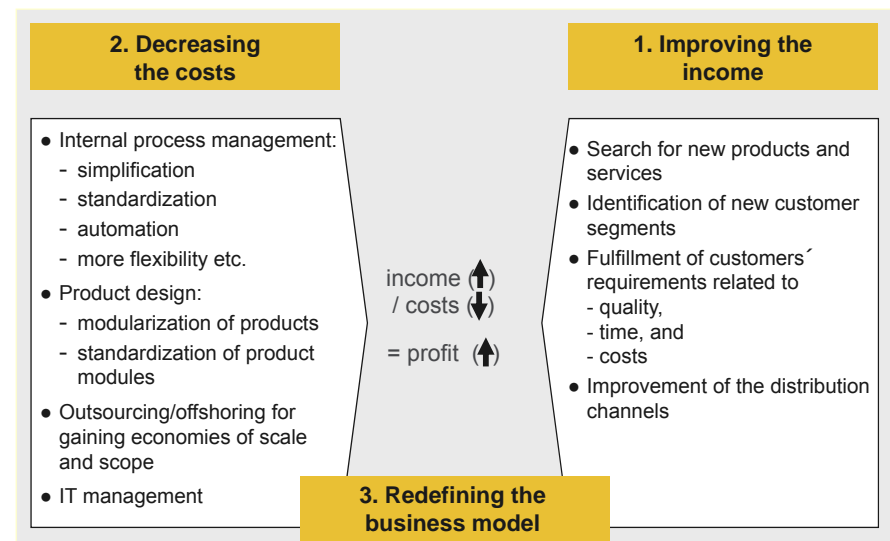 2. Decreasing
the costs
● Internal process management:
- simplification
- standardization
- automation
- more flexibility etc.
● Product design:
- modularization of products
- standardization of product
modules
● Outsourcing/offshoring for
gaining economies of scale
and scope
● IT management
income (↑)
/ costs (↓)
= profit (↑)
1. Improving the
income
● Search for new products and
services
● Identification of new customer
segments
● Fulfillment of customers´
requirements related to
- quality,
- time, and
- costs
● Improvement of the distribution
channels
3. Redefining the
business model